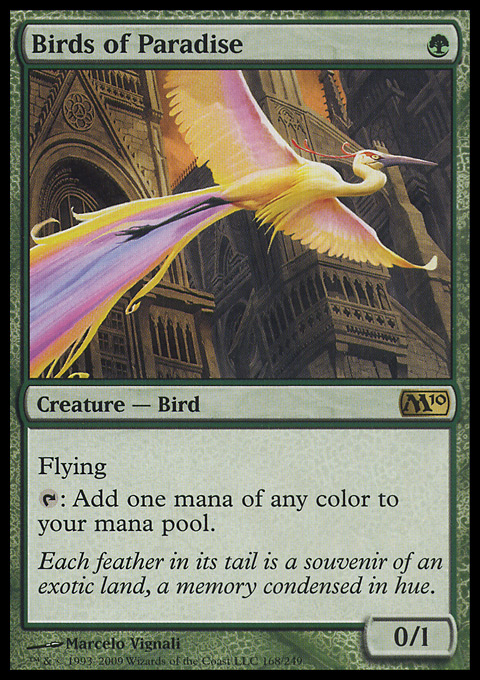 Birds of Paradise
Creature — Bird
M10
Flying
: Add one mana of any color to
your mana pool.
Each feather in its tail is a souvenir of an
exotic land, a memory condensed in hue.
Marcelo Vignali
0/1
™ & © 1993–2009 Wizards of the Coast LLC 168/249